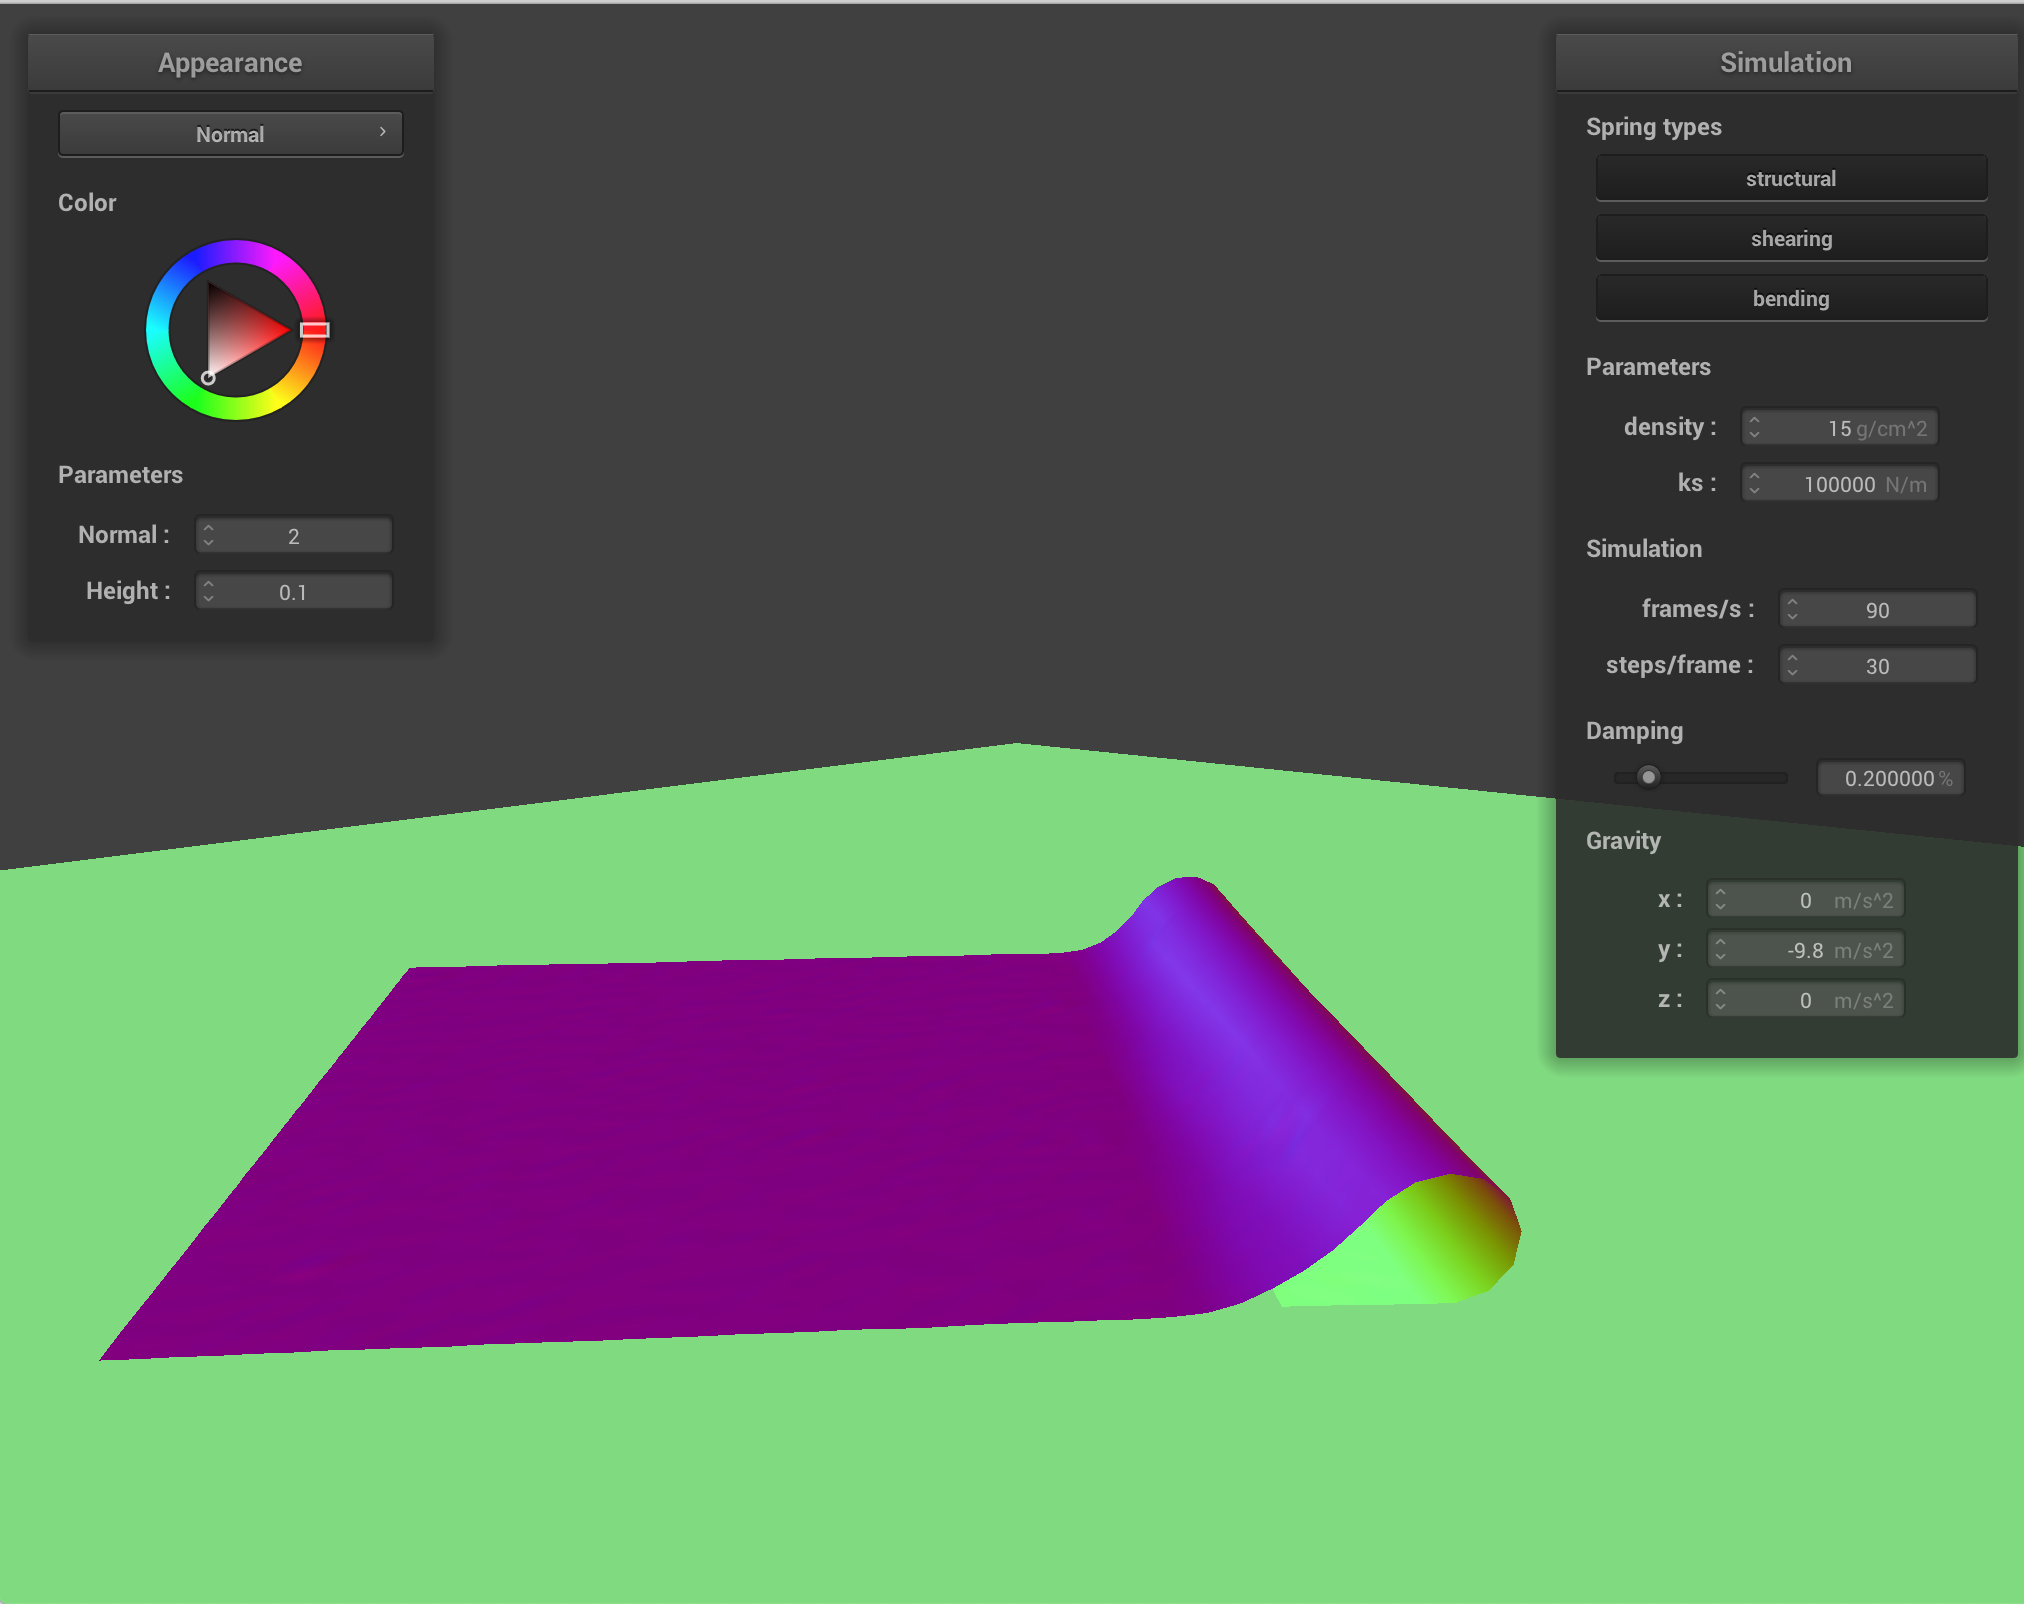 Appearance
Normal
Color
Parameters
Normal : 2
Height : 0.1
Simulation
Spring types
structural
shearing
bending
Parameters
density : 15 g/cm^2
ks : 100000 N/m
Simulation
frames/s : 90
steps/frame : 30
Damping
0.200000 %
Gravity
x : 0 m/s^2
y : -9.8 m/s^2
z : 0 m/s^2